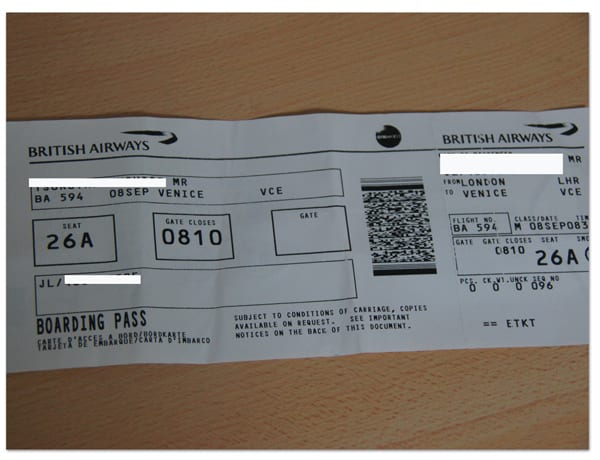 BRITISH AIRWAYS
MR
BA 594 08SEP VENICE VCE
SEAT
26A
GATE CLOSES
0810
GATE
JL/
BOARDING PASS
CARTE D'ACCES A BORD/BORDKARTE
TARJETA DE EMBARQUE/CARTA D'IMBARCO
SUBJECT TO CONDITIONS OF CARRIAGE, COPIES
AVAILABLE ON REQUEST. SEE IMPORTANT
NOTICES ON THE BACK OF THIS DOCUMENT.
BRITISH AIRWAYS
MR
FROM LONDON LHR
TO VENICE VCE
FLIGHT NO. CLASS/DATE
BA 594 M 08SEP083
GATE GATE CLOSES SEAT
0810 26A
PCS. CK.WT.UNCK SEQ NO
0 0 0 096
== ETKT